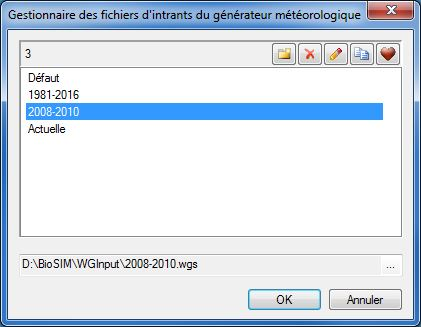 Gestionnaire des fichiers d'intrants du générateur météorologique
3
Défaut
1981-2016
2008-2010
Actuelle
D:\BioSIM\WGInput\2008-2010.wgs
...
OK
Annuler